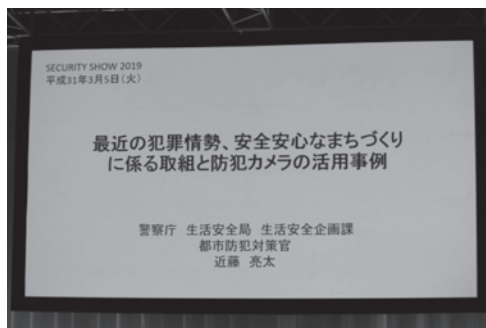 SECURITY SHOW 2019
平成31年3月5日(火)
最近の犯罪情勢、安全安心なまちづくり
に係る取組と防犯カメラの活用事例
警察庁 生活安全局 生活安全企画課
都市防犯対策官
近藤 亮太